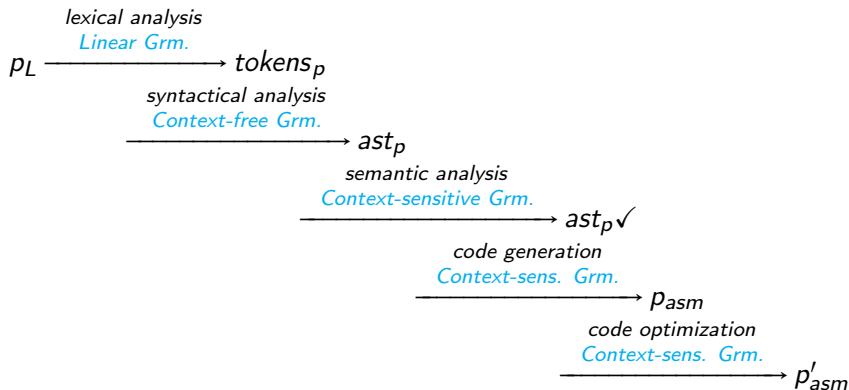 lexical analysis
Linear Grm.
p_L ⟶ tokens_p
syntactical analysis
Context-free Grm.
⟶ ast_p
semantic analysis
Context-sensitive Grm.
⟶ ast_p ✓
code generation
Context-sens. Grm.
⟶ p_asm
code optimization
Context-sens. Grm.
⟶ p'_asm